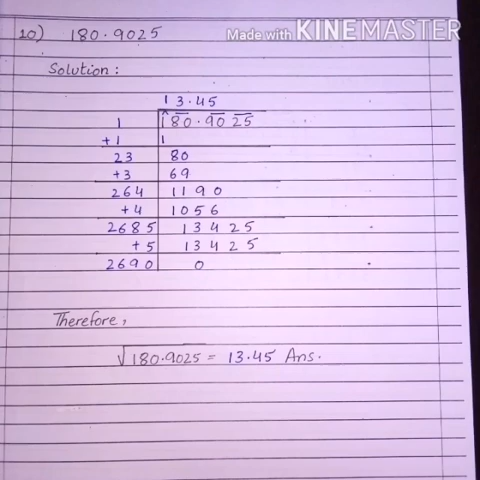 10) 180.9025
Made with KINEMASTER
Solution :
13.45
1 180.9025
+1 1
23 80
+3 69
264 1190
+4 1056
2685 13425
+5 13425
2690 0
Therefore,
√180.9025 = 13.45 Ans.